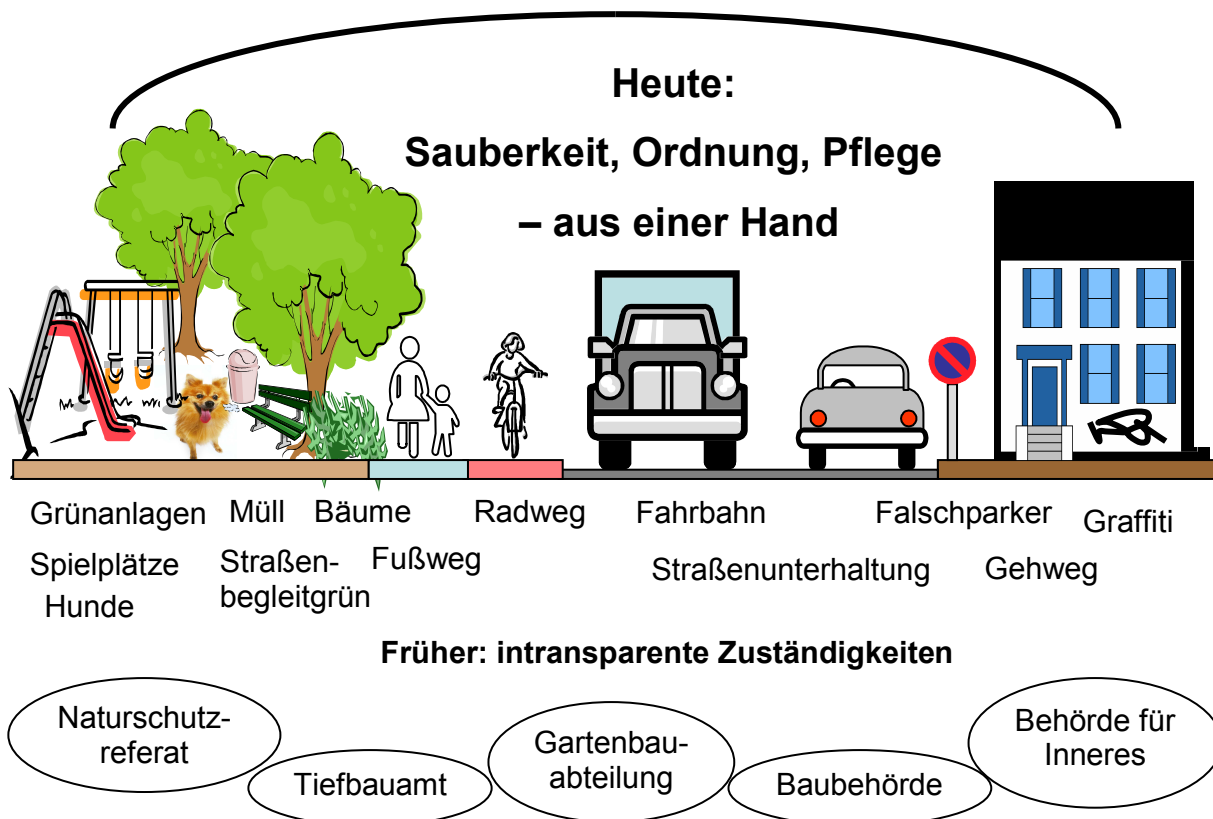 Heute:
Sauberkeit, Ordnung, Pflege
– aus einer Hand
Grünanlagen Müll Bäume Radweg Fahrbahn Falschparker Graffiti
Spielplätze Straßen- Fußweg Straßenunterhaltung Gehweg
Hunde begleitgrün
Früher: intransparente Zuständigkeiten
Naturschutz-
referat
Tiefbauamt
Gartenbau-
abteilung
Baubehörde
Behörde für
Inneres